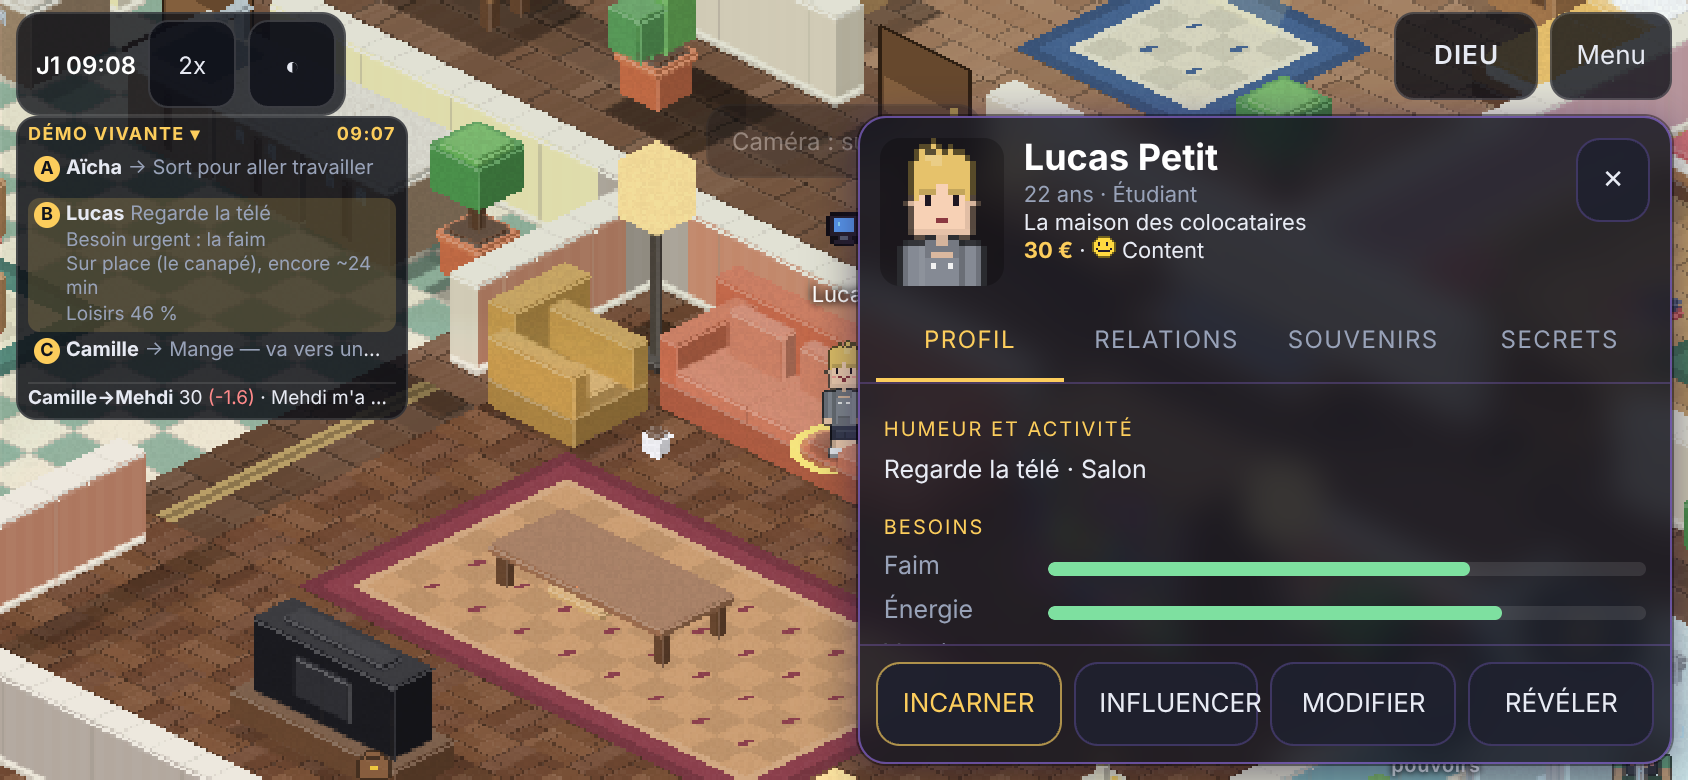 J1 09:08
2x
DIEU
Menu
DÉMO VIVANTE ▾ 09:07
A Aïcha → Sort pour aller travailler
B Lucas Regarde la télé
Besoin urgent : la faim
Sur place (le canapé), encore ~24
min
Loisirs 46 %
C Camille → Mange — va vers un...
Camille→Mehdi 30 (-1.6) · Mehdi m'a ...
Caméra :
Lucas Petit
22 ans · Étudiant
La maison des colocataires
30 € · Content
✕
PROFIL RELATIONS SOUVENIRS SECRETS
HUMEUR ET ACTIVITÉ
Regarde la télé · Salon
BESOINS
Faim
Énergie
INCARNER INFLUENCER MODIFIER RÉVÉLER
pouvoirs